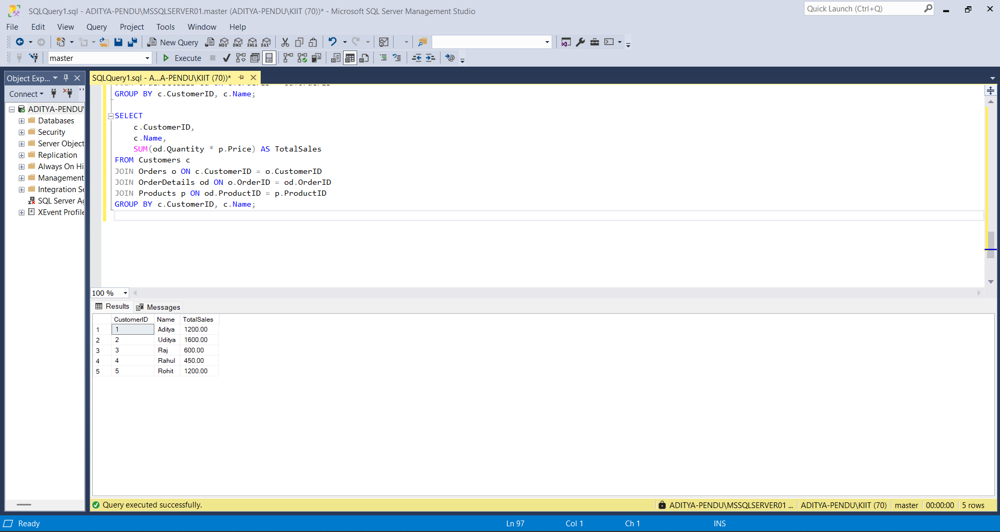 SQLQuery1.sql - ADITYA-PENDU\MSSQLSERVER01.master (ADITYA-PENDU\KIIT (70))* - Microsoft SQL Server Management Studio
Quick Launch (Ctrl+Q)
File Edit View Query Project Tools Window Help
New Query MDX DMX XMLA DAX
master Execute
Object Exp...
SQLQuery1.sql - A...A-PENDU\KIIT (70))*
Connect
ADITYA-PENDU\
Databases
Security
Server Object
Replication
Always On Hi
Management
Integration Se
SQL Server Ag
XEvent Profile
GROUP BY c.CustomerID, c.Name;
SELECT
c.CustomerID,
c.Name,
SUM(od.Quantity * p.Price) AS TotalSales
FROM Customers c
JOIN Orders o ON c.CustomerID = o.CustomerID
JOIN OrderDetails od ON o.OrderID = od.OrderID
JOIN Products p ON od.ProductID = p.ProductID
GROUP BY c.CustomerID, c.Name;
100 %
Results Messages
CustomerID Name TotalSales
1 1 Aditya 1200.00
2 2 Uditya 1600.00
3 3 Raj 600.00
4 4 Rahul 450.00
5 5 Rohit 1200.00
Query executed successfully.
ADITYA-PENDU\MSSQLSERVER01 ... ADITYA-PENDU\KIIT (70) master 00:00:00 5 rows
Ready Ln 97 Col 1 Ch 1 INS